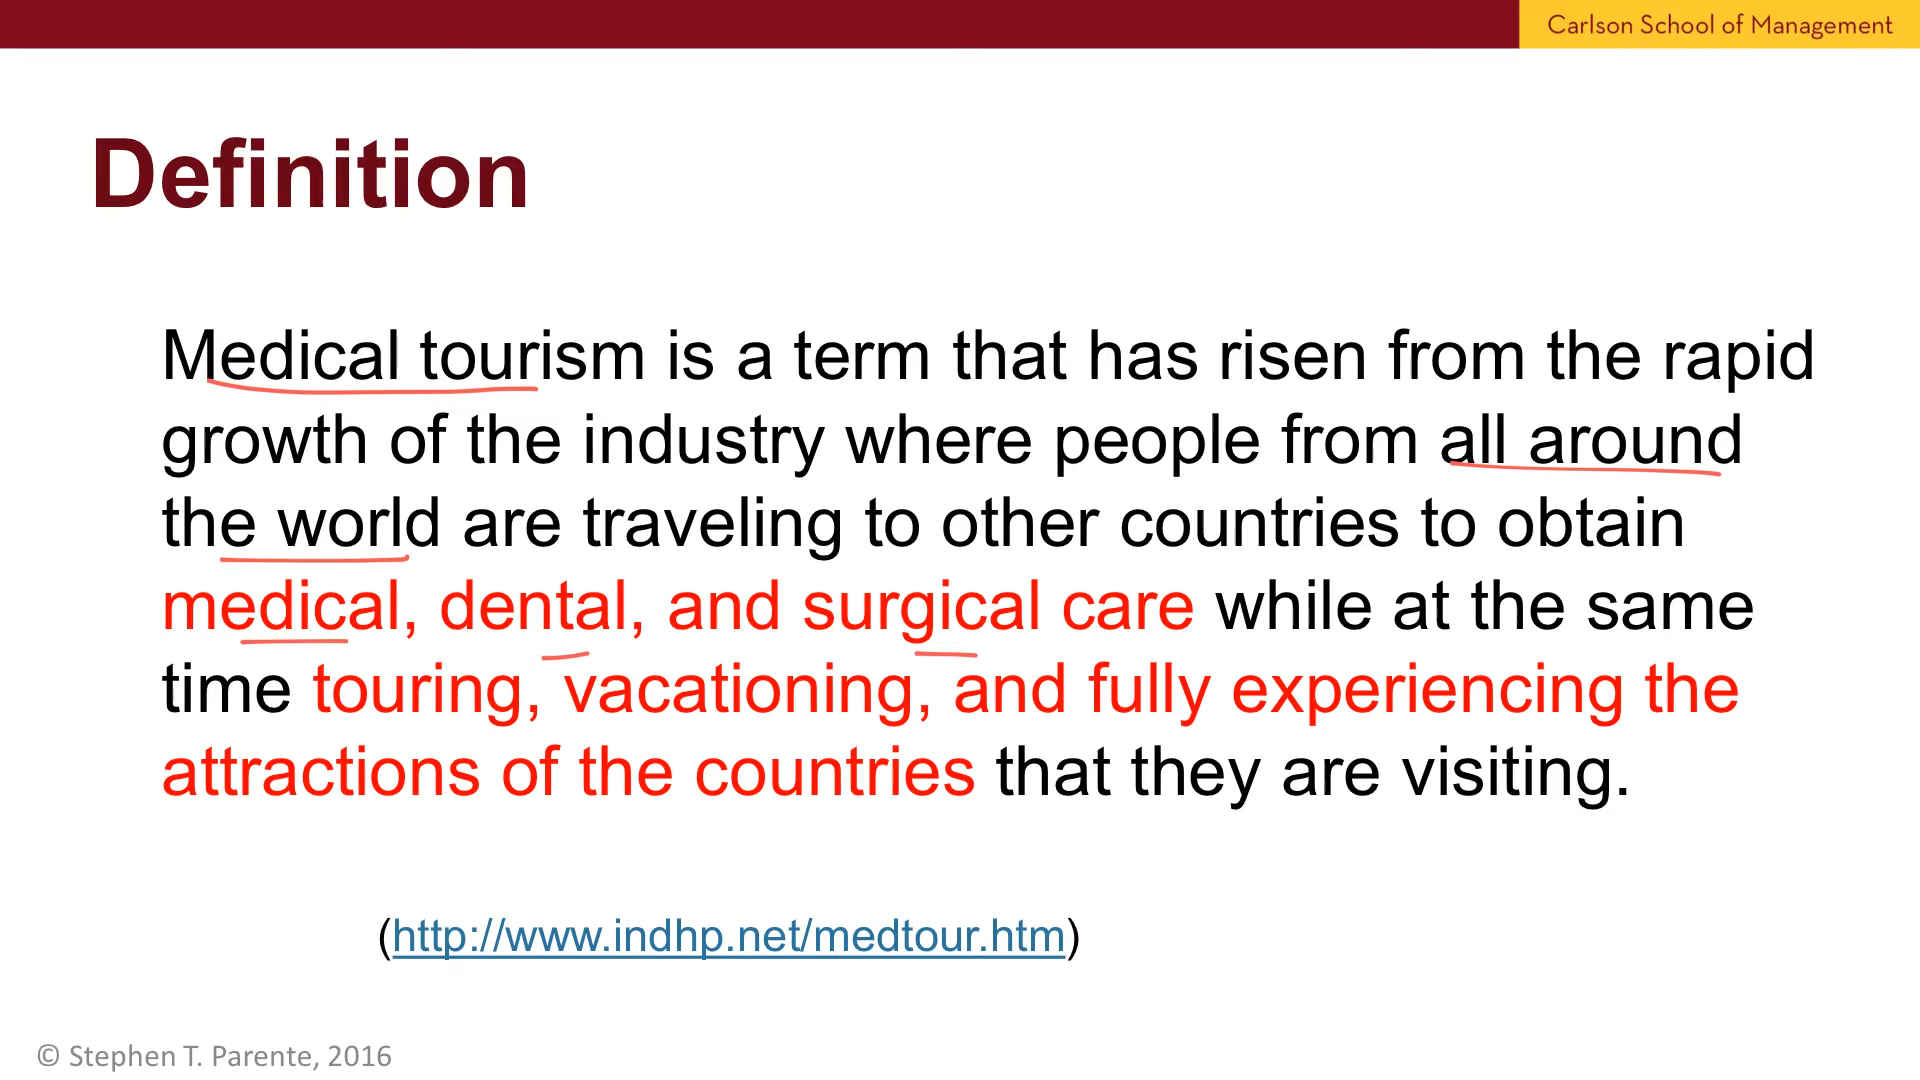 Carlson School of Management
Definition
Medical tourism is a term that has risen from the rapid
growth of the industry where people from all around
the world are traveling to other countries to obtain
medical, dental, and surgical care while at the same
time touring, vacationing, and fully experiencing the
attractions of the countries that they are visiting.
(http://www.indhp.net/medtour.htm)
© Stephen T. Parente, 2016